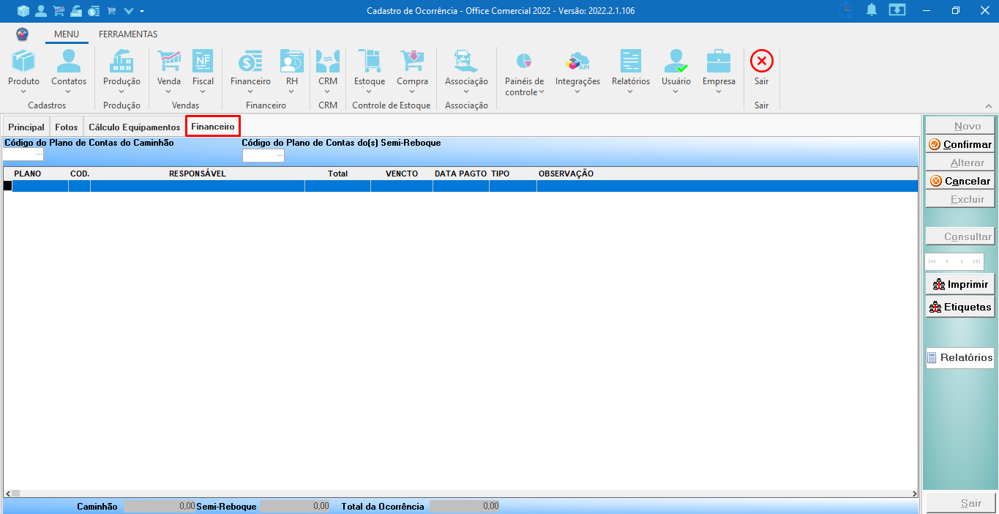 Cadastro de Ocorrência - Office Comercial 2022 - Versão: 2022.2.1.106
MENU FERRAMENTAS
NF
API
Produto Contatos Produção Venda Fiscal Financeiro RH CRM Estoque Compra Associação Painéis de controle Integrações Relatórios Usuário Empresa Sair
Cadastros Produção Vendas Financeiro CRM Controle de Estoque Associação Sair
Principal Fotos Cálculo Equipamentos Financeiro
Código do Plano de Contas do Caminhão Código do Plano de Contas do(s) Semi-Reboque
... ...
PLANO COD. RESPONSÁVEL Total VENCTO DATA PAGTO TIPO OBSERVAÇÃO
Caminhão 0,00 Semi-Reboque 0,00 Total da Ocorrência 0,00
Novo
Confirmar
Alterar
Cancelar
Excluir
Consultar
Imprimir
Etiquetas
Relatórios
Sair